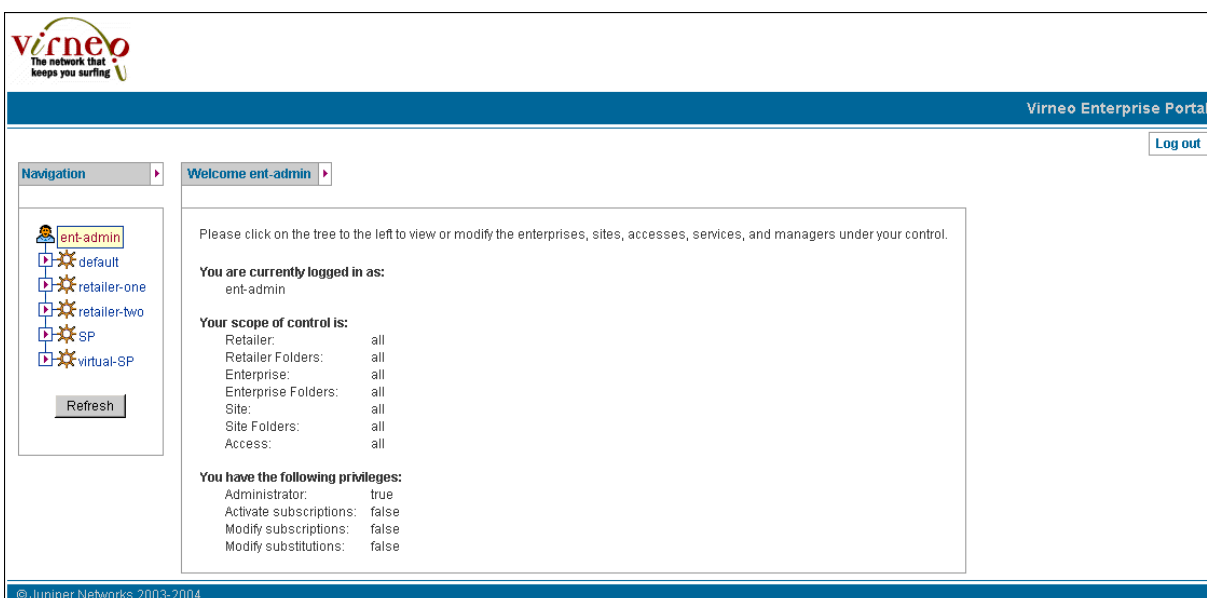 Virneo
The network that
keeps you surfing
Virneo Enterprise Portal
Log out
Navigation
ent-admin
default
retailer-one
retailer-two
SP
virtual-SP
Refresh
Welcome ent-admin
Please click on the tree to the left to view or modify the enterprises, sites, accesses, services, and managers under your control.
You are currently logged in as:
ent-admin
Your scope of control is:
Retailer: all
Retailer Folders: all
Enterprise: all
Enterprise Folders: all
Site: all
Site Folders: all
Access: all
You have the following privileges:
Administrator: true
Activate subscriptions: false
Modify subscriptions: false
Modify substitutions: false
© Juniper Networks 2003-2004